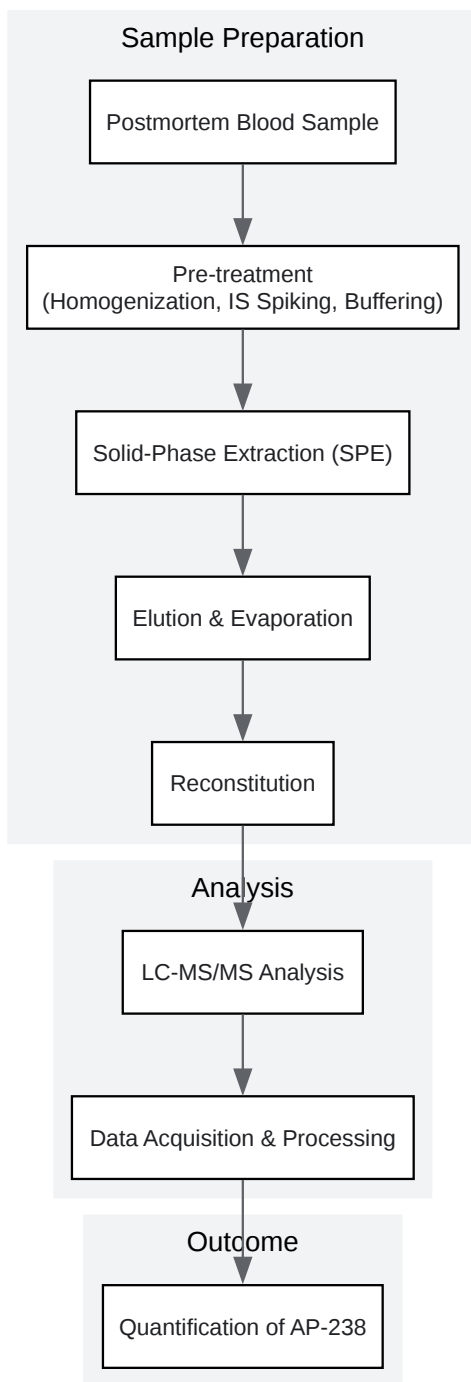 Sample Preparation
Postmortem Blood Sample
Pre-treatment
(Homogenization, IS Spiking, Buffering)
Solid-Phase Extraction (SPE)
Elution & Evaporation
Reconstitution
Analysis
LC-MS/MS Analysis
Data Acquisition & Processing
Outcome
Quantification of AP-238